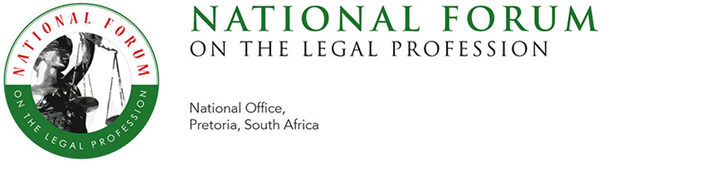 NATIONAL FORUM
ON THE LEGAL PROFESSION
NATIONAL FORUM
ON THE LEGAL PROFESSION
National Office,
Pretoria, South Africa